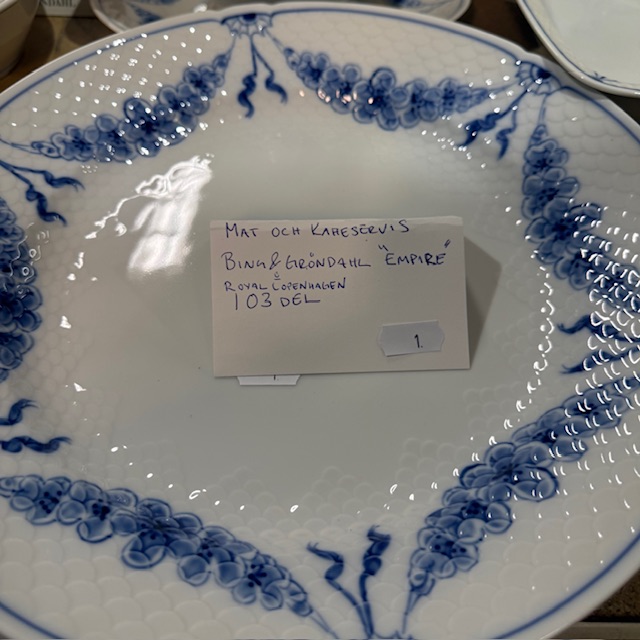 MAT OCH KAFFESERVIS
BING & GRÖNDAHL "EMPIRE"
&
ROYAL COPENHAGEN
103 DEL
1.